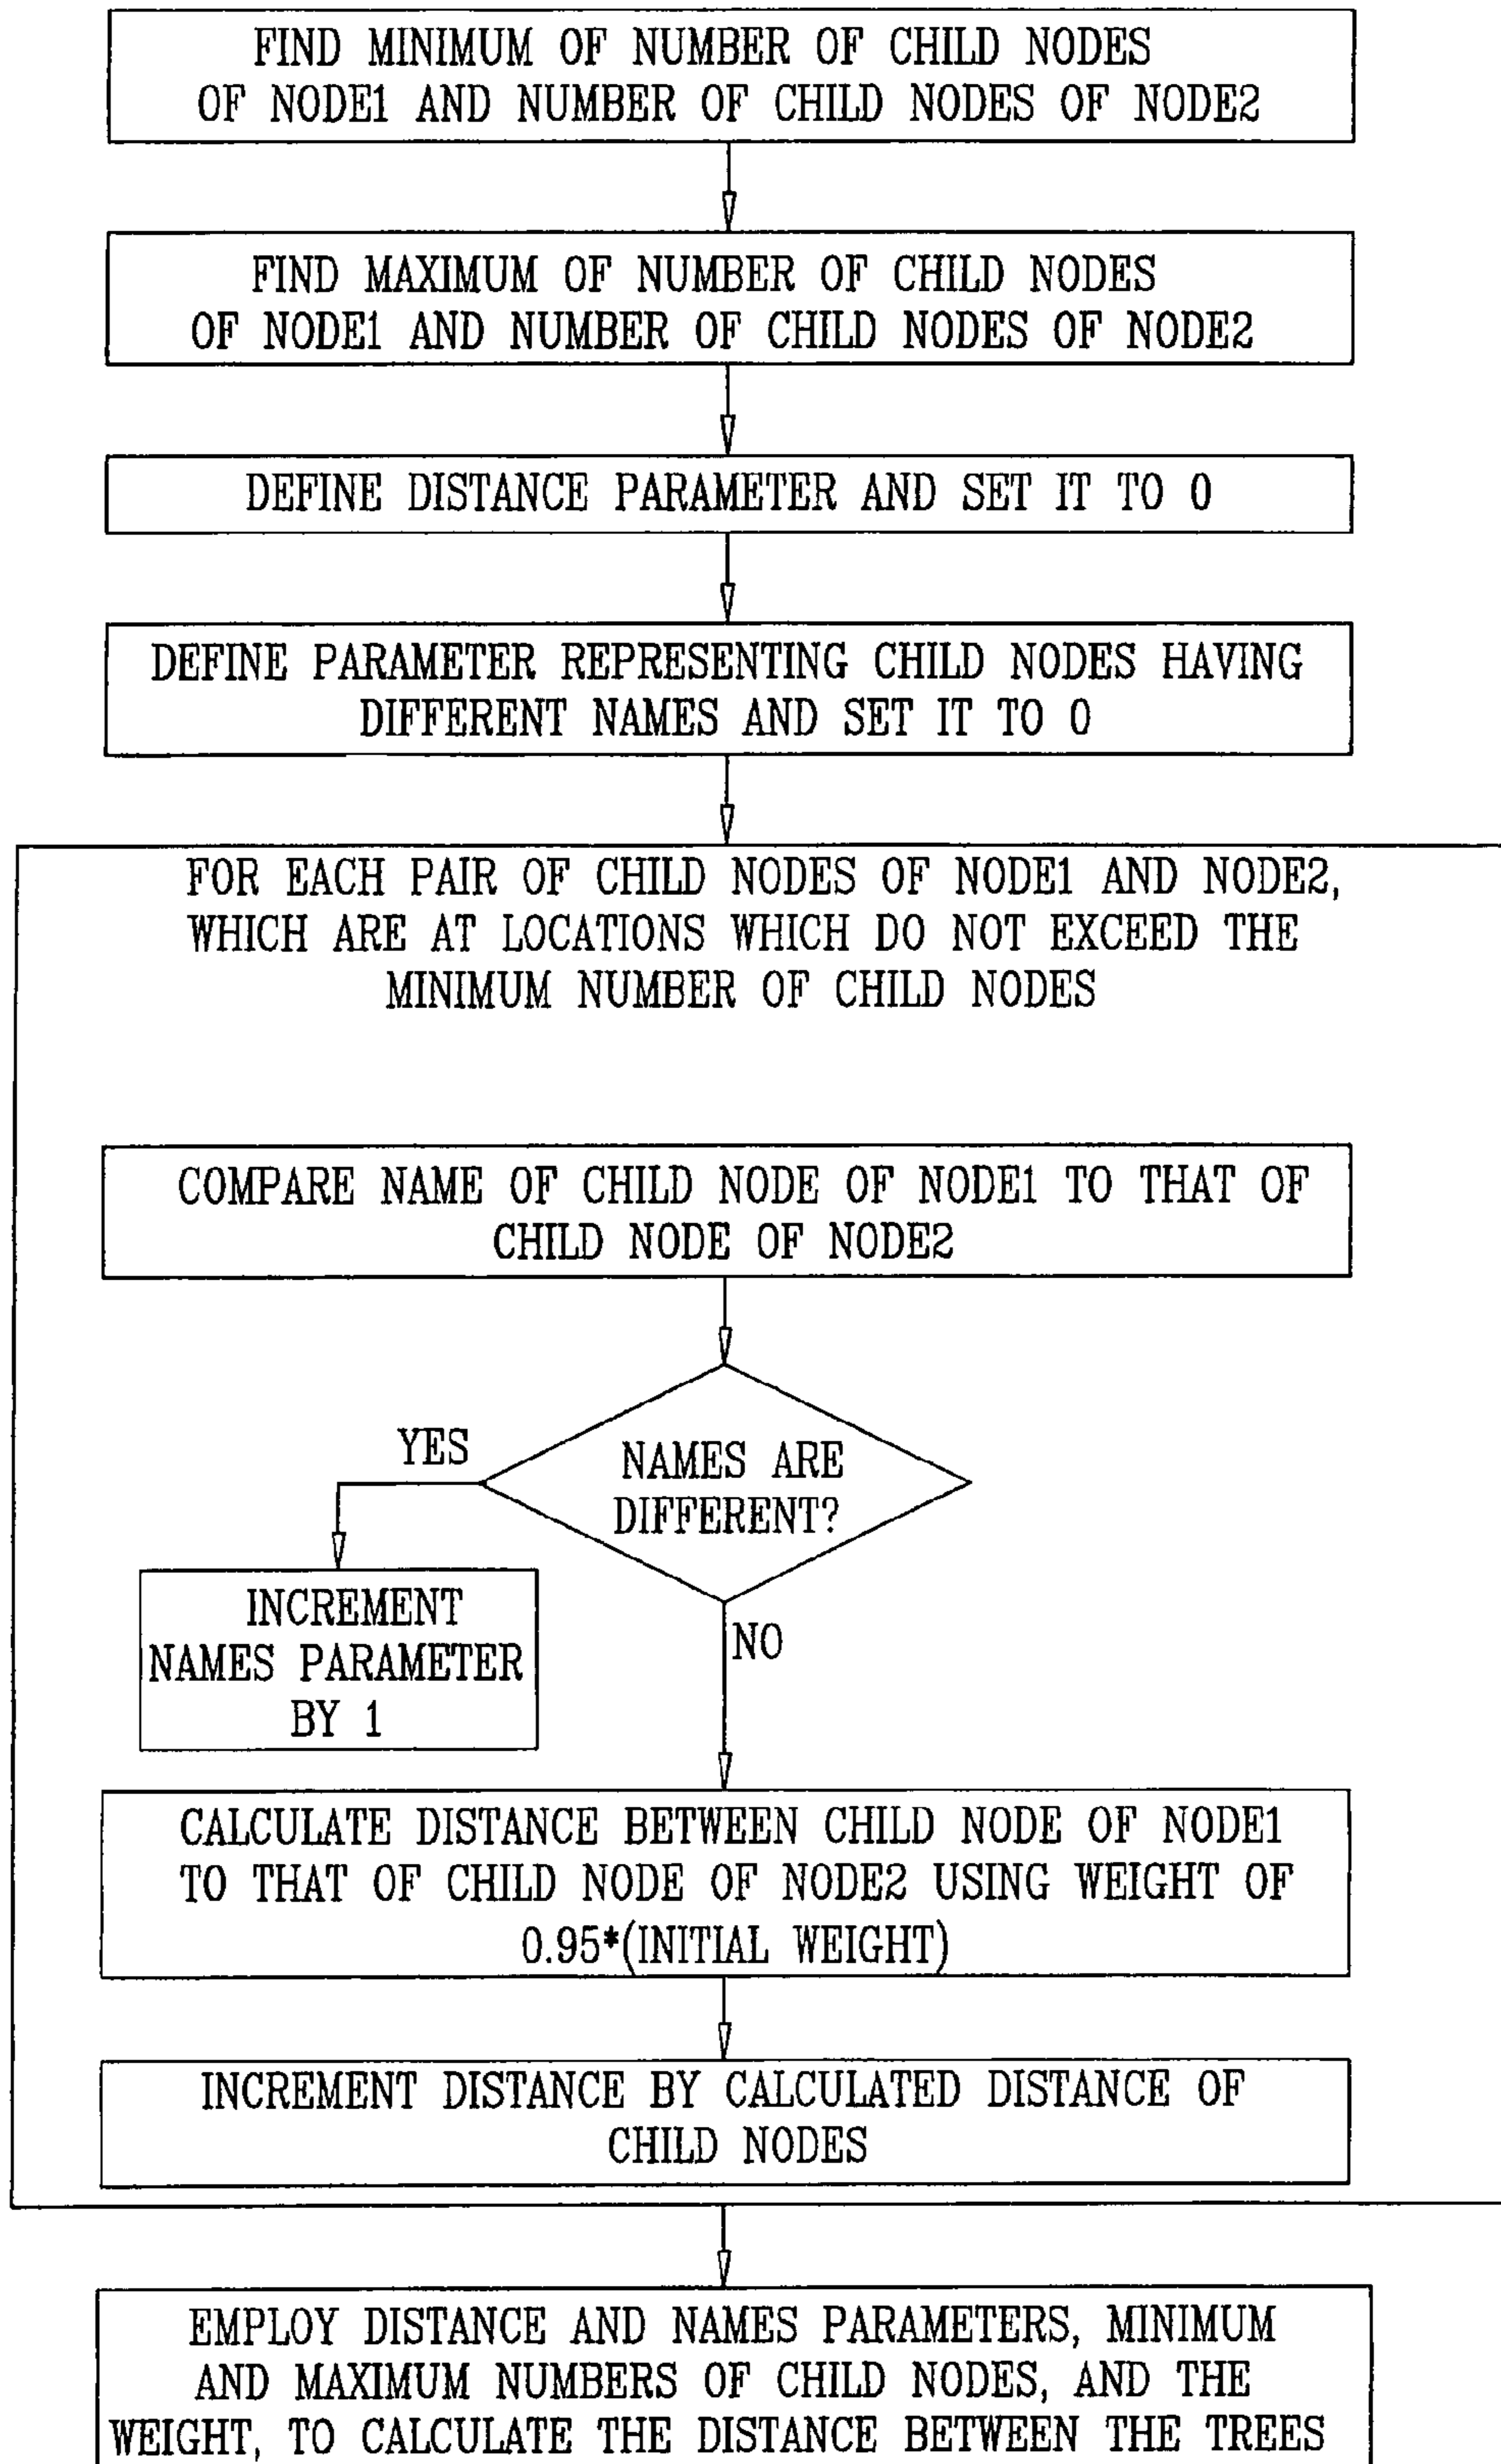 FIND MINIMUM OF NUMBER OF CHILD NODES
OF NODE1 AND NUMBER OF CHILD NODES OF NODE2
FIND MAXIMUM OF NUMBER OF CHILD NODES
OF NODE1 AND NUMBER OF CHILD NODES OF NODE2
DEFINE DISTANCE PARAMETER AND SET IT TO 0
DEFINE PARAMETER REPRESENTING CHILD NODES HAVING
DIFFERENT NAMES AND SET IT TO 0
FOR EACH PAIR OF CHILD NODES OF NODE1 AND NODE2,
WHICH ARE AT LOCATIONS WHICH DO NOT EXCEED THE
MINIMUM NUMBER OF CHILD NODES
COMPARE NAME OF CHILD NODE OF NODE1 TO THAT OF
CHILD NODE OF NODE2
NAMES ARE
DIFFERENT?
YES
INCREMENT
NAMES PARAMETER
BY 1
NO
CALCULATE DISTANCE BETWEEN CHILD NODE OF NODE1
TO THAT OF CHILD NODE OF NODE2 USING WEIGHT OF
0.95*(INITIAL WEIGHT)
INCREMENT DISTANCE BY CALCULATED DISTANCE OF
CHILD NODES
EMPLOY DISTANCE AND NAMES PARAMETERS, MINIMUM
AND MAXIMUM NUMBERS OF CHILD NODES, AND THE
WEIGHT, TO CALCULATE THE DISTANCE BETWEEN THE TREES